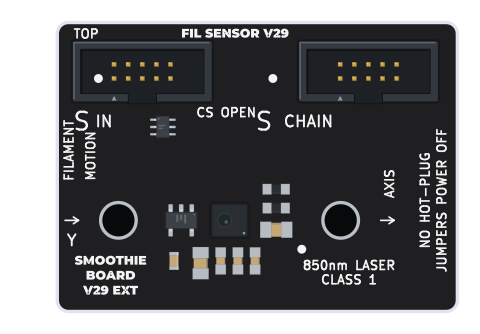 TOP
FIL SENSOR V29
S IN
CS OPEN
S CHAIN
FILAMENT
MOTION
AXIS
NO HOT-PLUG
JUMPERS POWER OFF
→
Y
→
SMOOTHIE
BOARD
V29 EXT
850nm LASER
CLASS 1